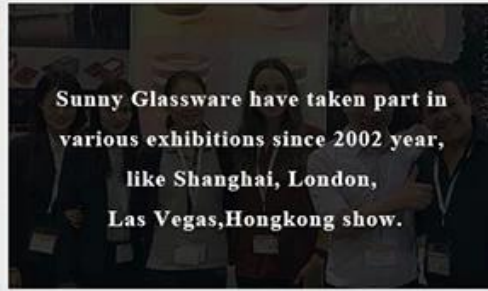 Sunny Glassware have taken part in
various exhibitions since 2002 year,
like Shanghai, London,
Las Vegas,Hongkong show.